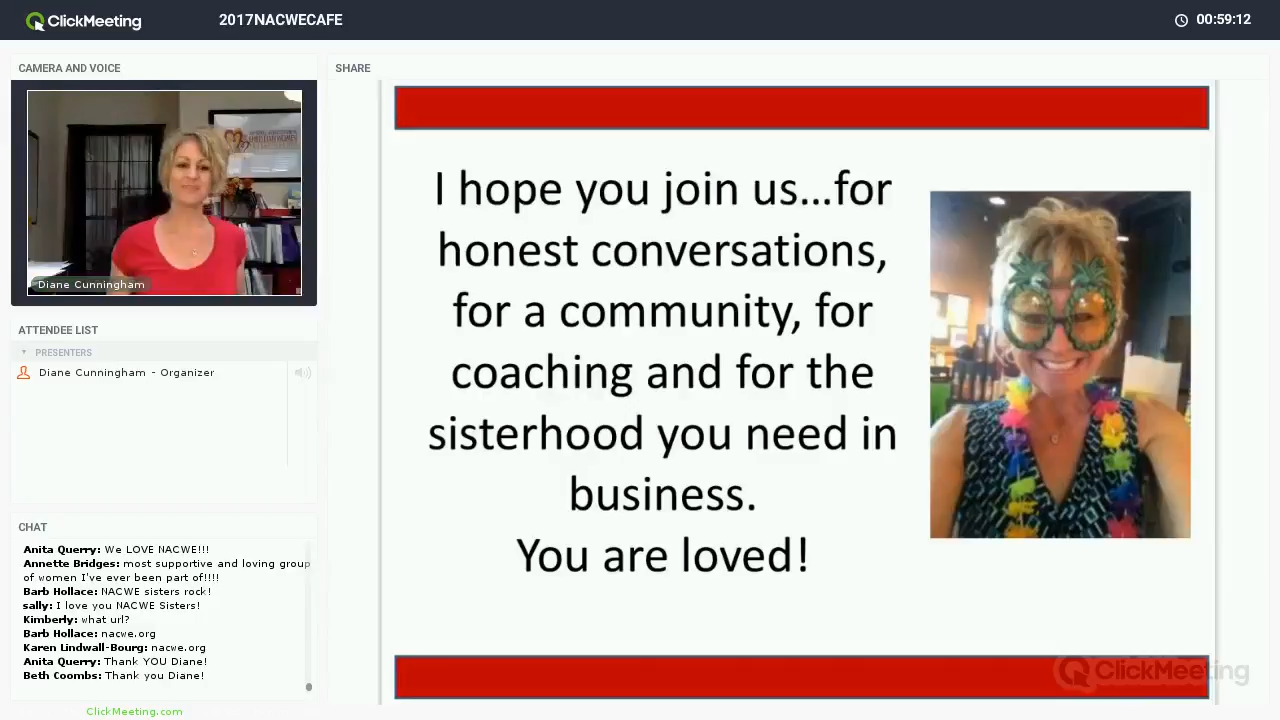 ClickMeeting
2017NACWECAFE
00:59:12
CAMERA AND VOICE
Diane Cunningham
ATTENDEE LIST
PRESENTERS
Diane Cunningham - Organizer
CHAT
Anita Querry: We LOVE NACWE!!!
Annette Bridges: most supportive and loving group
of women I've ever been part of!!!!
Barb Hollace: NACWE sisters rock!
sally: I love you NACWE Sisters!
Kimberly: what url?
Barb Hollace: nacwe.org
Karen Lindwall-Bourg: nacwe.org
Anita Querry: Thank YOU Diane!
Beth Coombs: Thank you Diane!
ClickMeeting.com
SHARE
I hope you join us...for
honest conversations,
for a community, for
coaching and for the
sisterhood you need in
business.
You are loved!
ClickMeeting